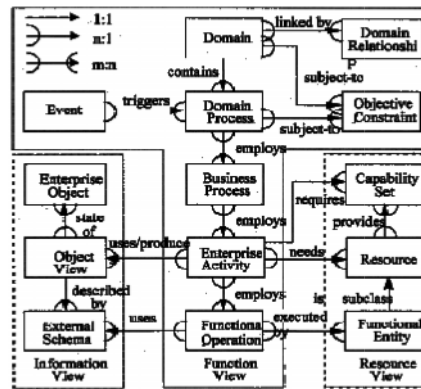 1:1
n:1
m:n
Domain
linked by
Domain
Relationshi
p
contains
subject-to
Event
triggers
Domain
Process
Objective
Constraint
subject-to
employs
Enterprise
Object
Business
Process
Capability
Set
requires
state
of
employs
provides
Object
View
uses/produce
Enterprise
Activity
needs
Resource
described
by
employs
is subclass
External
Schema
uses
Functional
Operation
executed
by
Functional
Entity
Information
View
Function
View
Resource
View